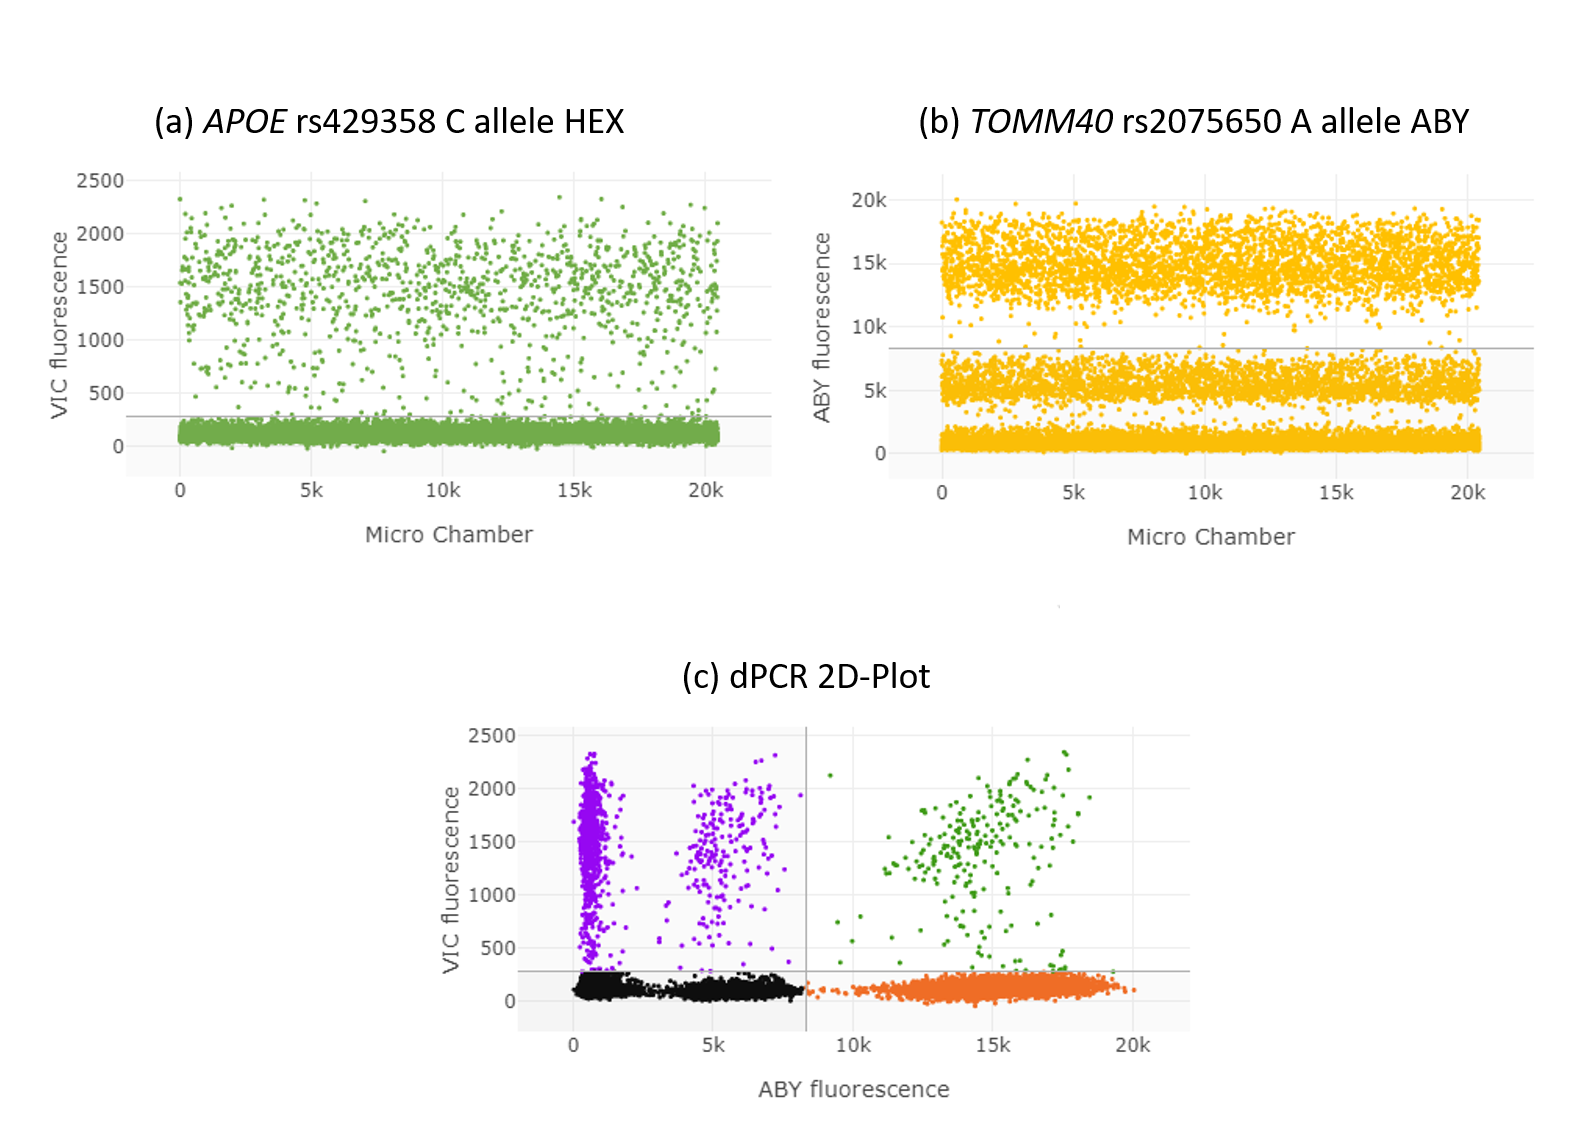 (a) APOE rs429358 C allele HEX
(b) TOMM40 rs2075650 A allele ABY
2500
2000
1500
1000
500
0
VIC fluorescence
0 5k 10k 15k 20k
Micro Chamber
20k
15k
10k
5k
0
ABY fluorescence
0 5k 10k 15k 20k
Micro Chamber
(c) dPCR 2D-Plot
2500
2000
1500
1000
500
0
VIC fluorescence
0 5k 10k 15k 20k
ABY fluorescence